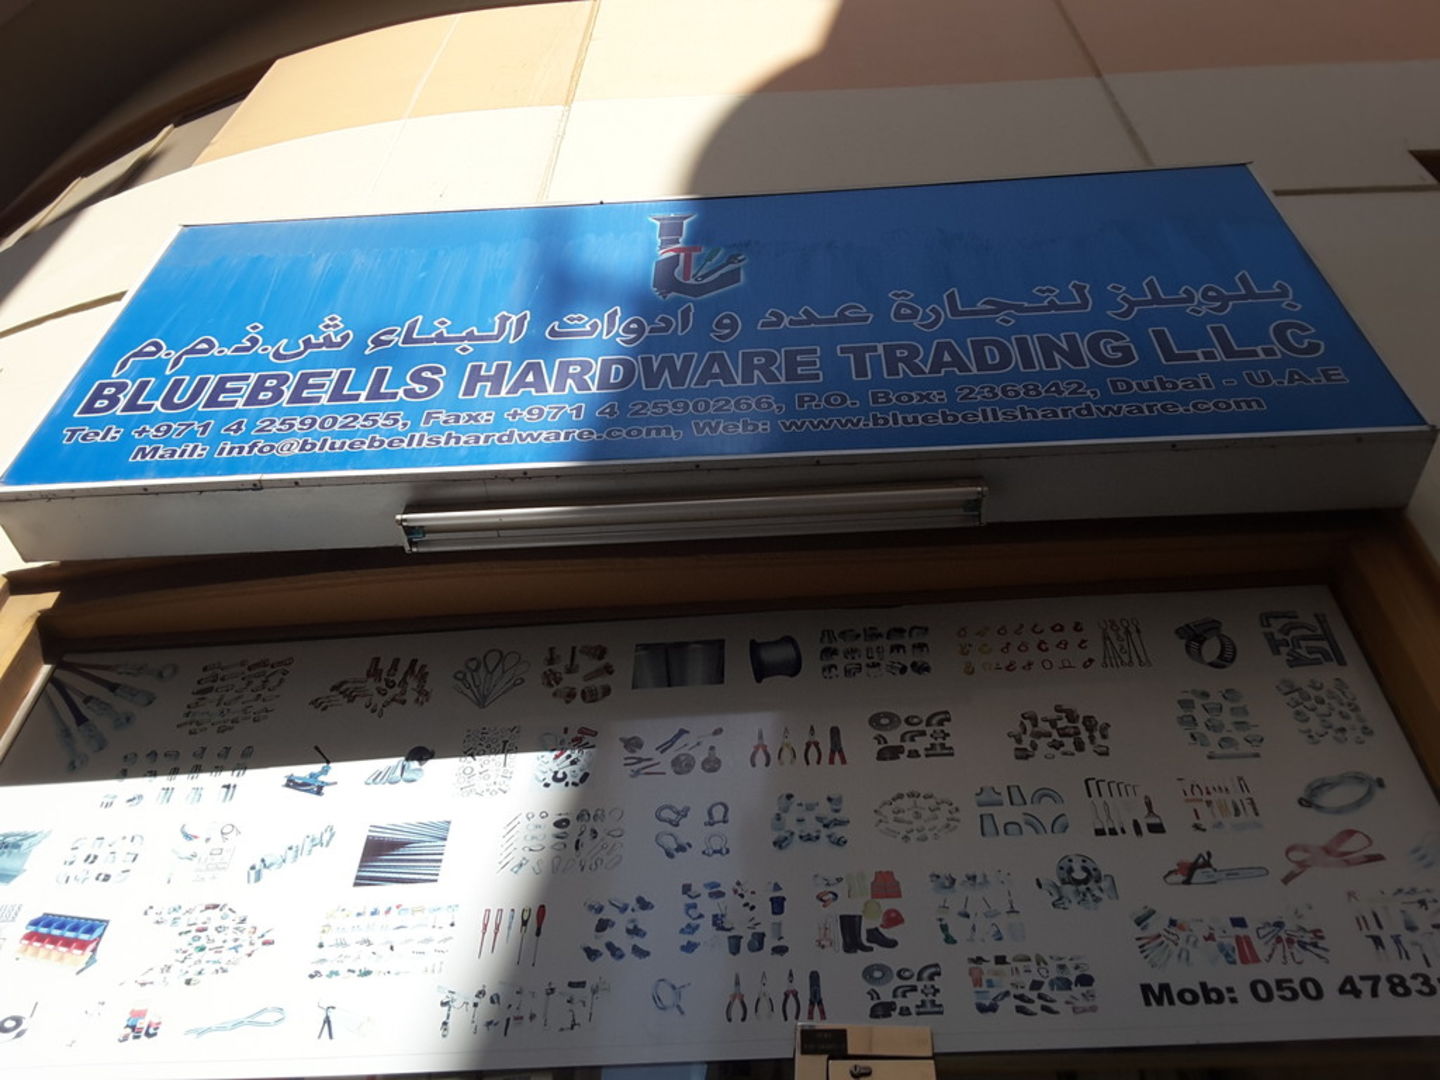 بلوبلز لتجارة عدد و ادوات البناء ش.ذ.م.م
BLUEBELLS HARDWARE TRADING L.L.C
Tel: +971 4 2590255, Fax: +971 4 2590266, P.O. Box: 236842, Dubai - U.A.E
Mail: info@bluebellshardware.com, Web: www.bluebellshardware.com
Mob: 050 4783